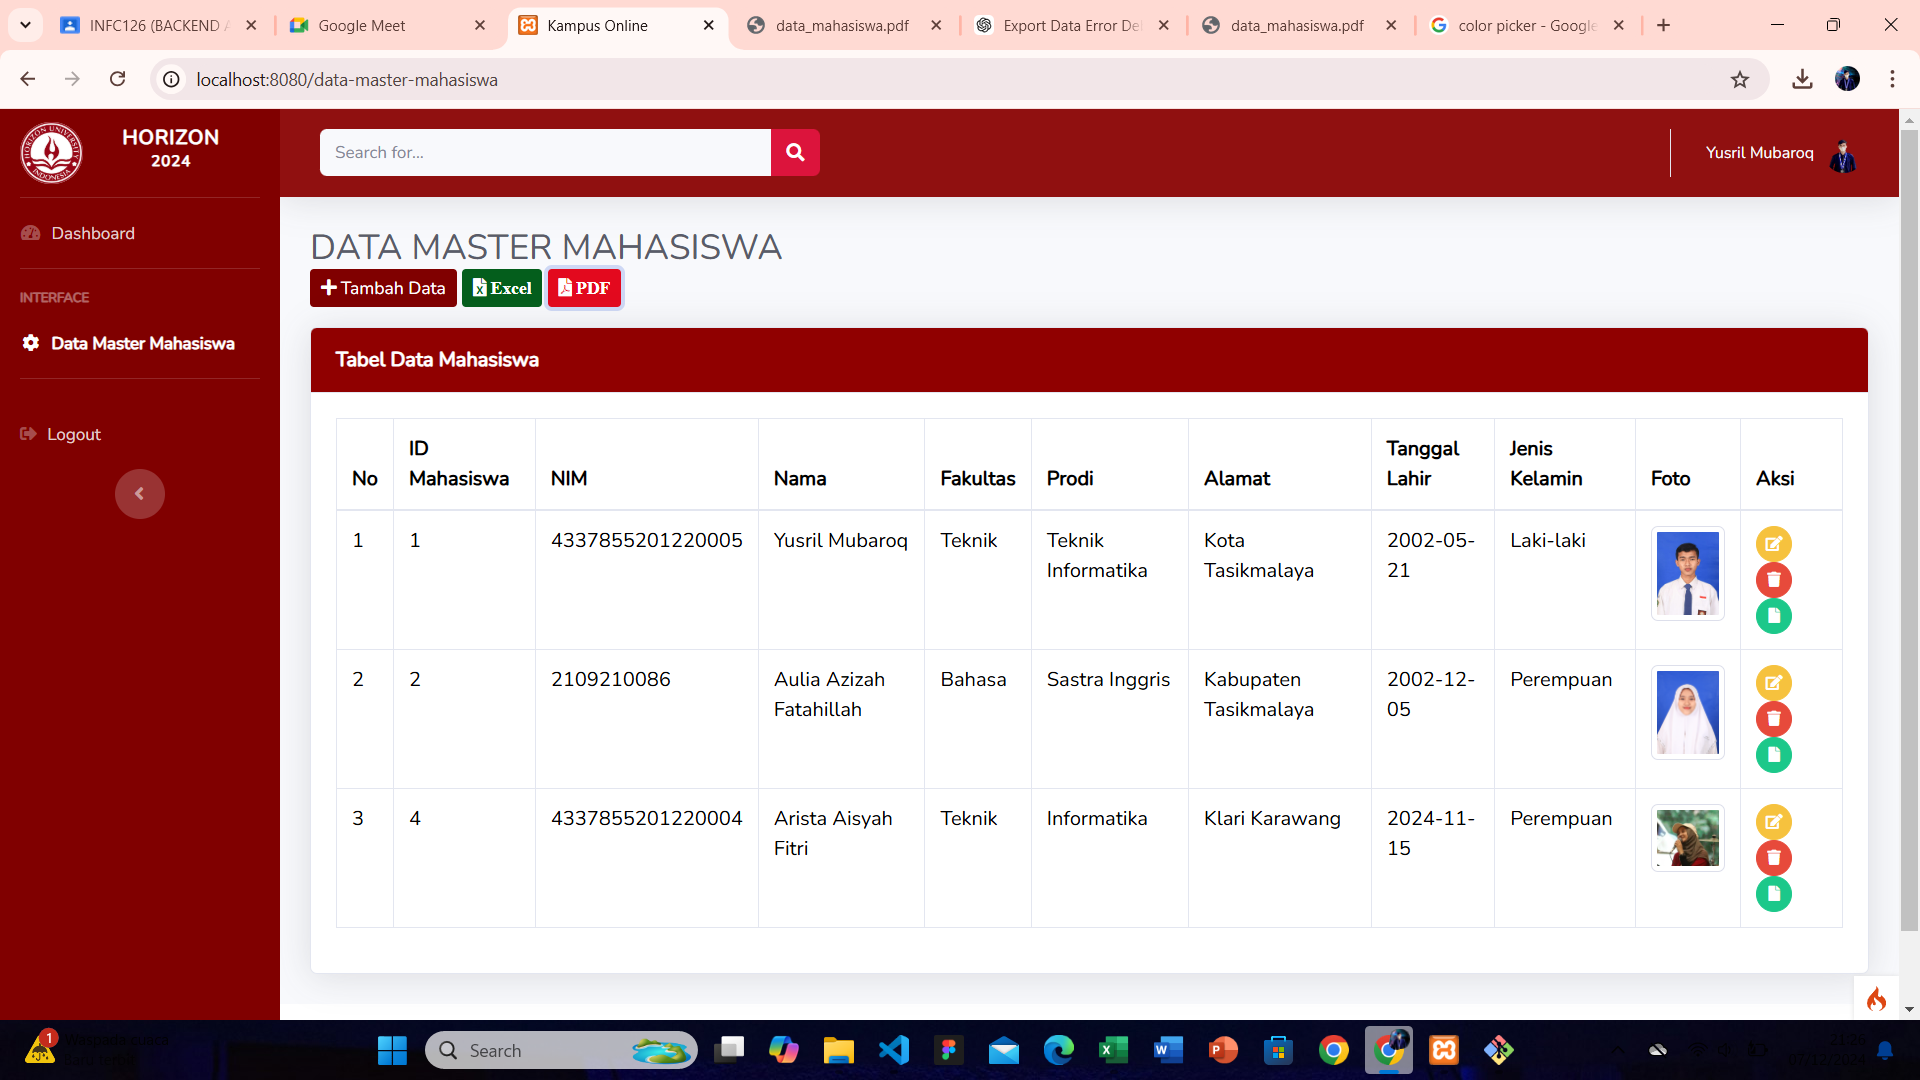 INFC126 (BACKEND A
Google Meet
Kampus Online
data_mahasiswa.pdf
Export Data Error De
data_mahasiswa.pdf
color picker - Google
localhost:8080/data-master-mahasiswa
HORIZON
2024
Search for...
Yusril Mubaroq
Dashboard
INTERFACE
Data Master Mahasiswa
Logout
DATA MASTER MAHASISWA
Tambah Data
Excel
PDF
Tabel Data Mahasiswa
No ID Mahasiswa NIM Nama Fakultas Prodi Alamat Tanggal Lahir Jenis Kelamin Foto Aksi
1 1 4337855201220005 Yusril Mubaroq Teknik Teknik Informatika Kota Tasikmalaya 2002-05-21 Laki-laki
2 2 2109210086 Aulia Azizah Fatahillah Bahasa Sastra Inggris Kabupaten Tasikmalaya 2002-12-05 Perempuan
3 4 4337855201220004 Arista Aisyah Fitri Teknik Informatika Klari Karawang 2024-11-15 Perempuan
1
Search